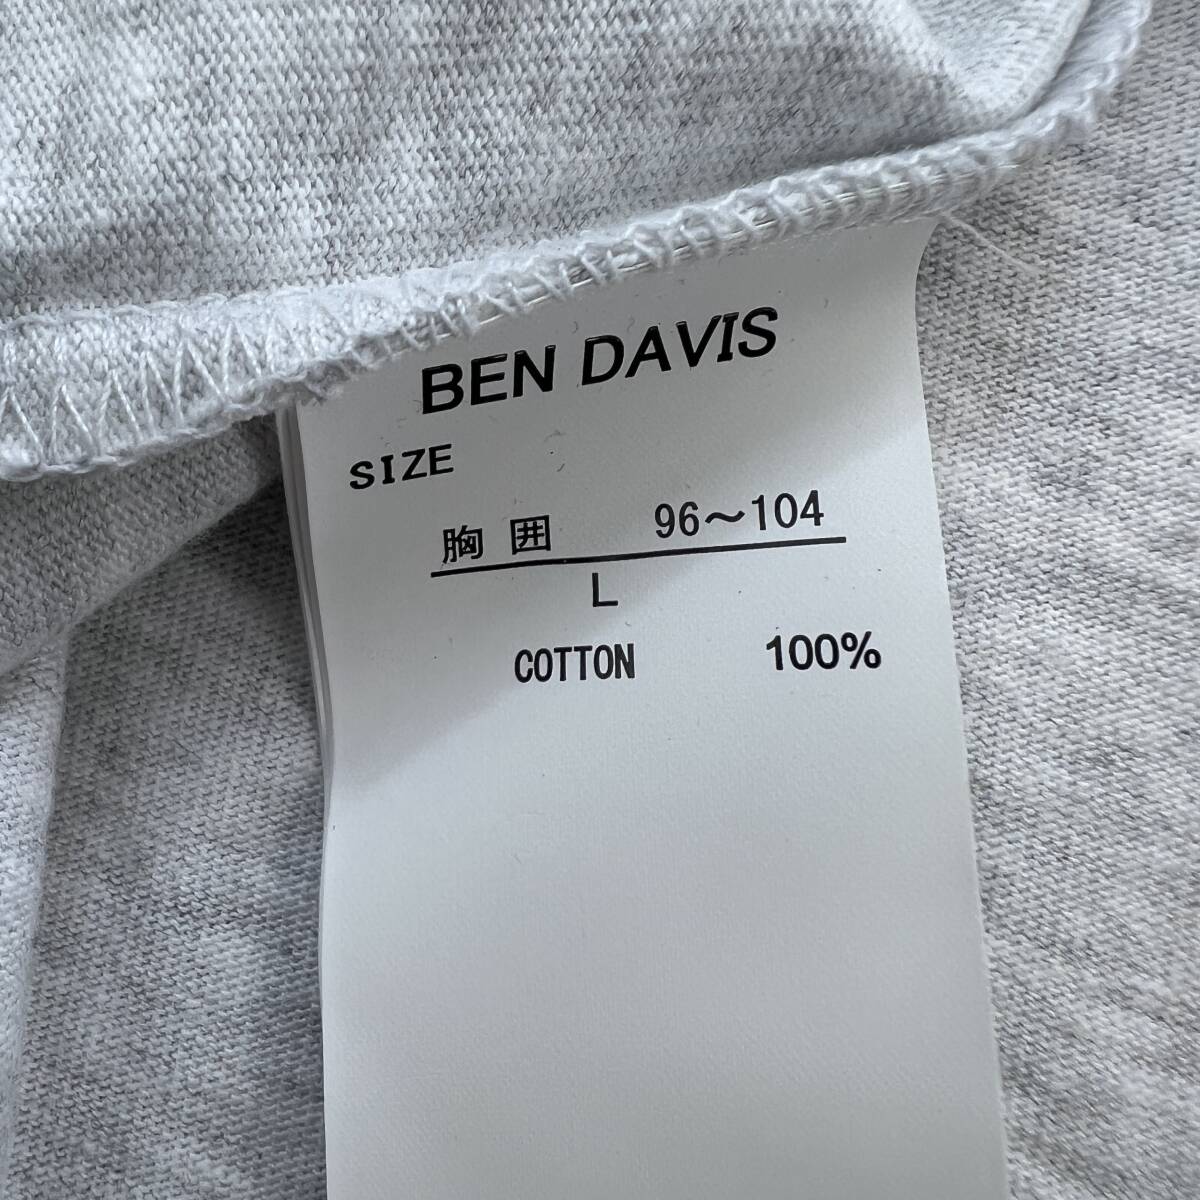 BEN DAVIS
SIZE
胸囲 96～104
L
COTTON 100%